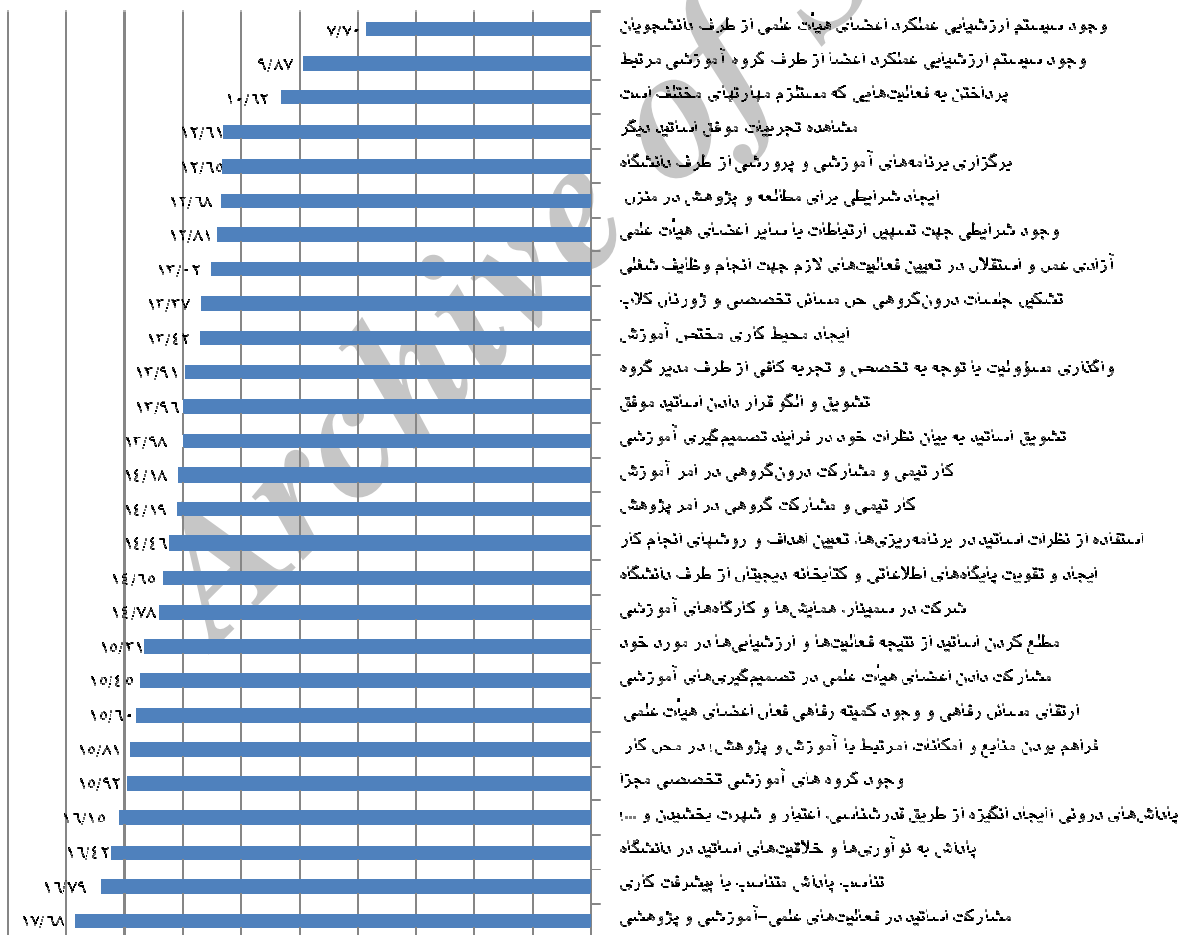 وجود سیستم ارزشیابی عملکرد اعضای هیأت علمی از طرف دانشجویان ۷/۷۰
وجود سیستم ارزشیابی عملکرد اعضا از طرف گروه آموزشی مرتبط ۹/۸۷
پرداختن به فعالیت‌هایی که مستلزم مهارتهای مختلف است ۱۰/۶۲
مشاهده تجربیات موفق اساتید دیگر ۱۲/۶۱
برگزاری برنامه‌های آموزشی و پرورشی از طرف دانشگاه ۱۲/۶۵
ایجاد شرایطی برای مطالعه و پژوهش در منزل ۱۲/۶۸
وجود شرایطی جهت تسهیل ارتباطات با سایر اعضای هیأت علمی ۱۲/۸۱
آزادی عمل و استقلال در تعیین فعالیت‌های لازم جهت انجام وظایف شغلی ۱۳/۰۲
تشکیل جلسات درون‌گروهی حل مسائل تخصصی و ژورنال کلاب ۱۳/۳۷
ایجاد محیط کاری مختص آموزش ۱۳/۴۲
واگذاری مسؤولیت با توجه به تخصص و تجربه کافی از طرف مدیر گروه ۱۳/۹۱
تشویق و الگو قرار دادن اساتید موفق ۱۳/۹۶
تشویق اساتید به بیان نظرات خود در فرایند تصمیم‌گیری آموزشی ۱۳/۹۸
کار تیمی و مشارکت درون‌گروهی در امر آموزش ۱۴/۱۸
کار تیمی و مشارکت گروهی در امر پژوهش ۱۴/۱۹
استفاده از نظرات اساتید در برنامه‌ریزی‌ها، تعیین اهداف و روشهای انجام کار ۱۴/۴۶
ایجاد و تقویت پایگاه‌های اطلاعاتی و کتابخانه دیجیتال از طرف دانشگاه ۱۴/۶۵
شرکت در سمینار، همایش‌ها و کارگاه‌های آموزشی ۱۴/۷۸
مطلع کردن اساتید از نتیجه فعالیت‌ها و ارزشیابی‌ها در مورد خود ۱۵/۳۱
مشارکت دادن اعضای هیأت علمی در تصمیم‌گیری‌های آموزشی ۱۵/۴۵
ارتقای مسائل رفاهی و وجود کمیته رفاهی فعال اعضای هیأت علمی ۱۵/۶۰
فراهم بودن منابع و امکانات (مرتبط با آموزش و پژوهش) در محل کار ۱۵/۸۱
وجود گروه های آموزشی تخصصی مجزا ۱۵/۹۲
پاداش‌های درونی (ایجاد انگیزه از طریق قدرشناسی، اعتبار و شهرت بخشیدن و ...) ۱۶/۱۵
پاداش به نوآوری‌ها و خلاقیت‌های اساتید در دانشگاه ۱۶/۴۲
تناسب پاداش متناسب با پیشرفت کاری ۱۶/۷۹
مشارکت اساتید در فعالیت‌های علمی-آموزشی و پژوهشی ۱۷/۶۸
Archive of